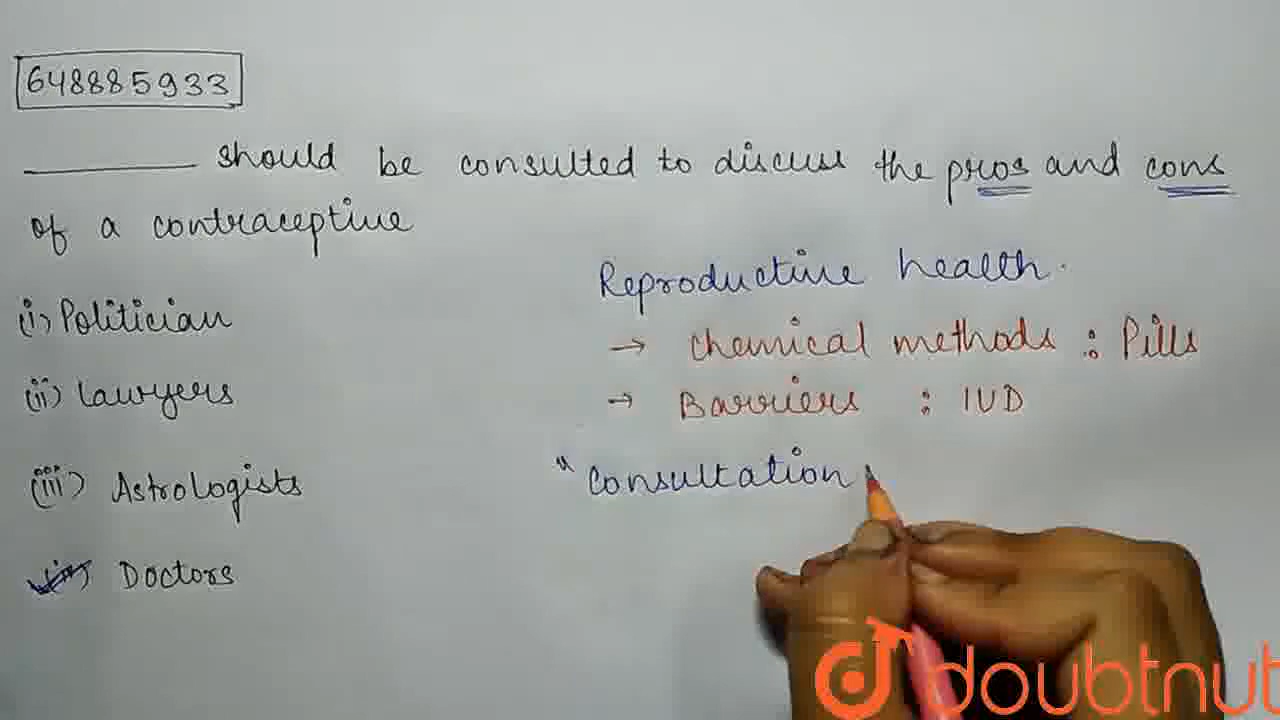 648885933
________ should be consulted to discuss the pros and cons
of a contraceptive
(i) Politician
(ii) Lawyers
(iii) Astrologists
(iv) Doctors
Reproductive health.
→ Chemical methods : Pills
→ Barriers : IUD
"Consultation
doubtnut